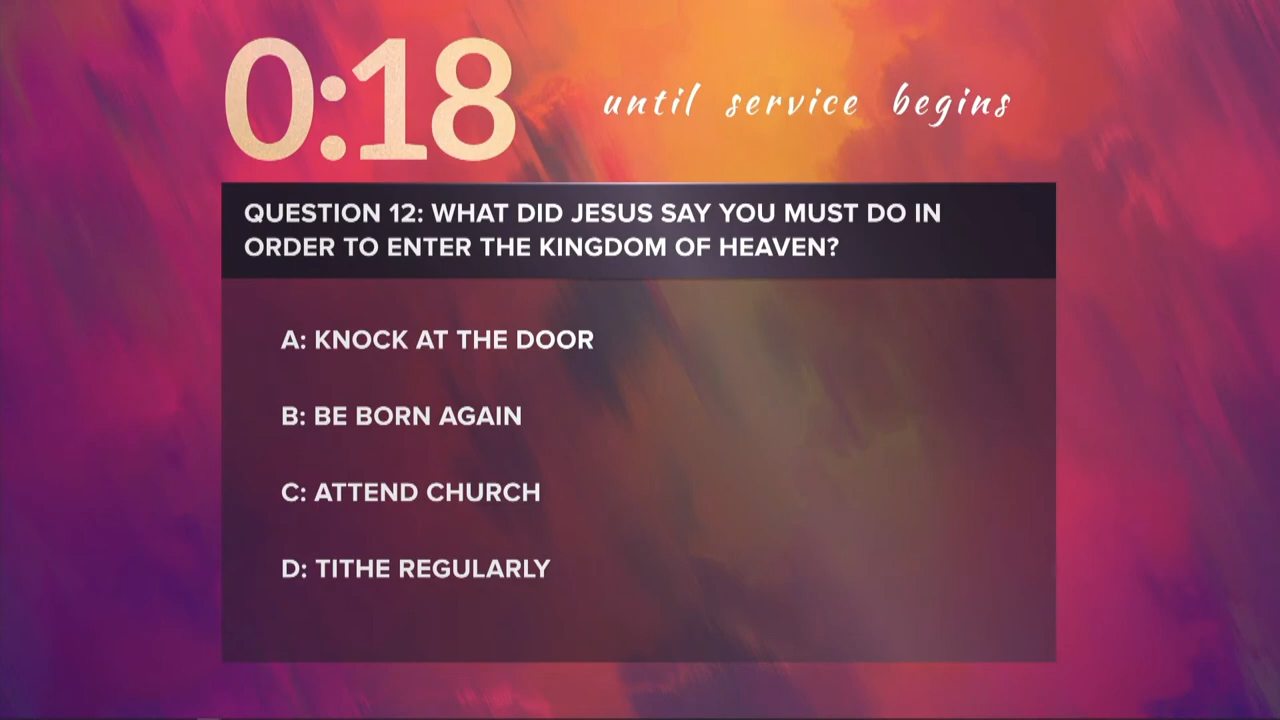 0:18 until service begins
QUESTION 12: WHAT DID JESUS SAY YOU MUST DO IN
ORDER TO ENTER THE KINGDOM OF HEAVEN?
A: KNOCK AT THE DOOR
B: BE BORN AGAIN
C: ATTEND CHURCH
D: TITHE REGULARLY